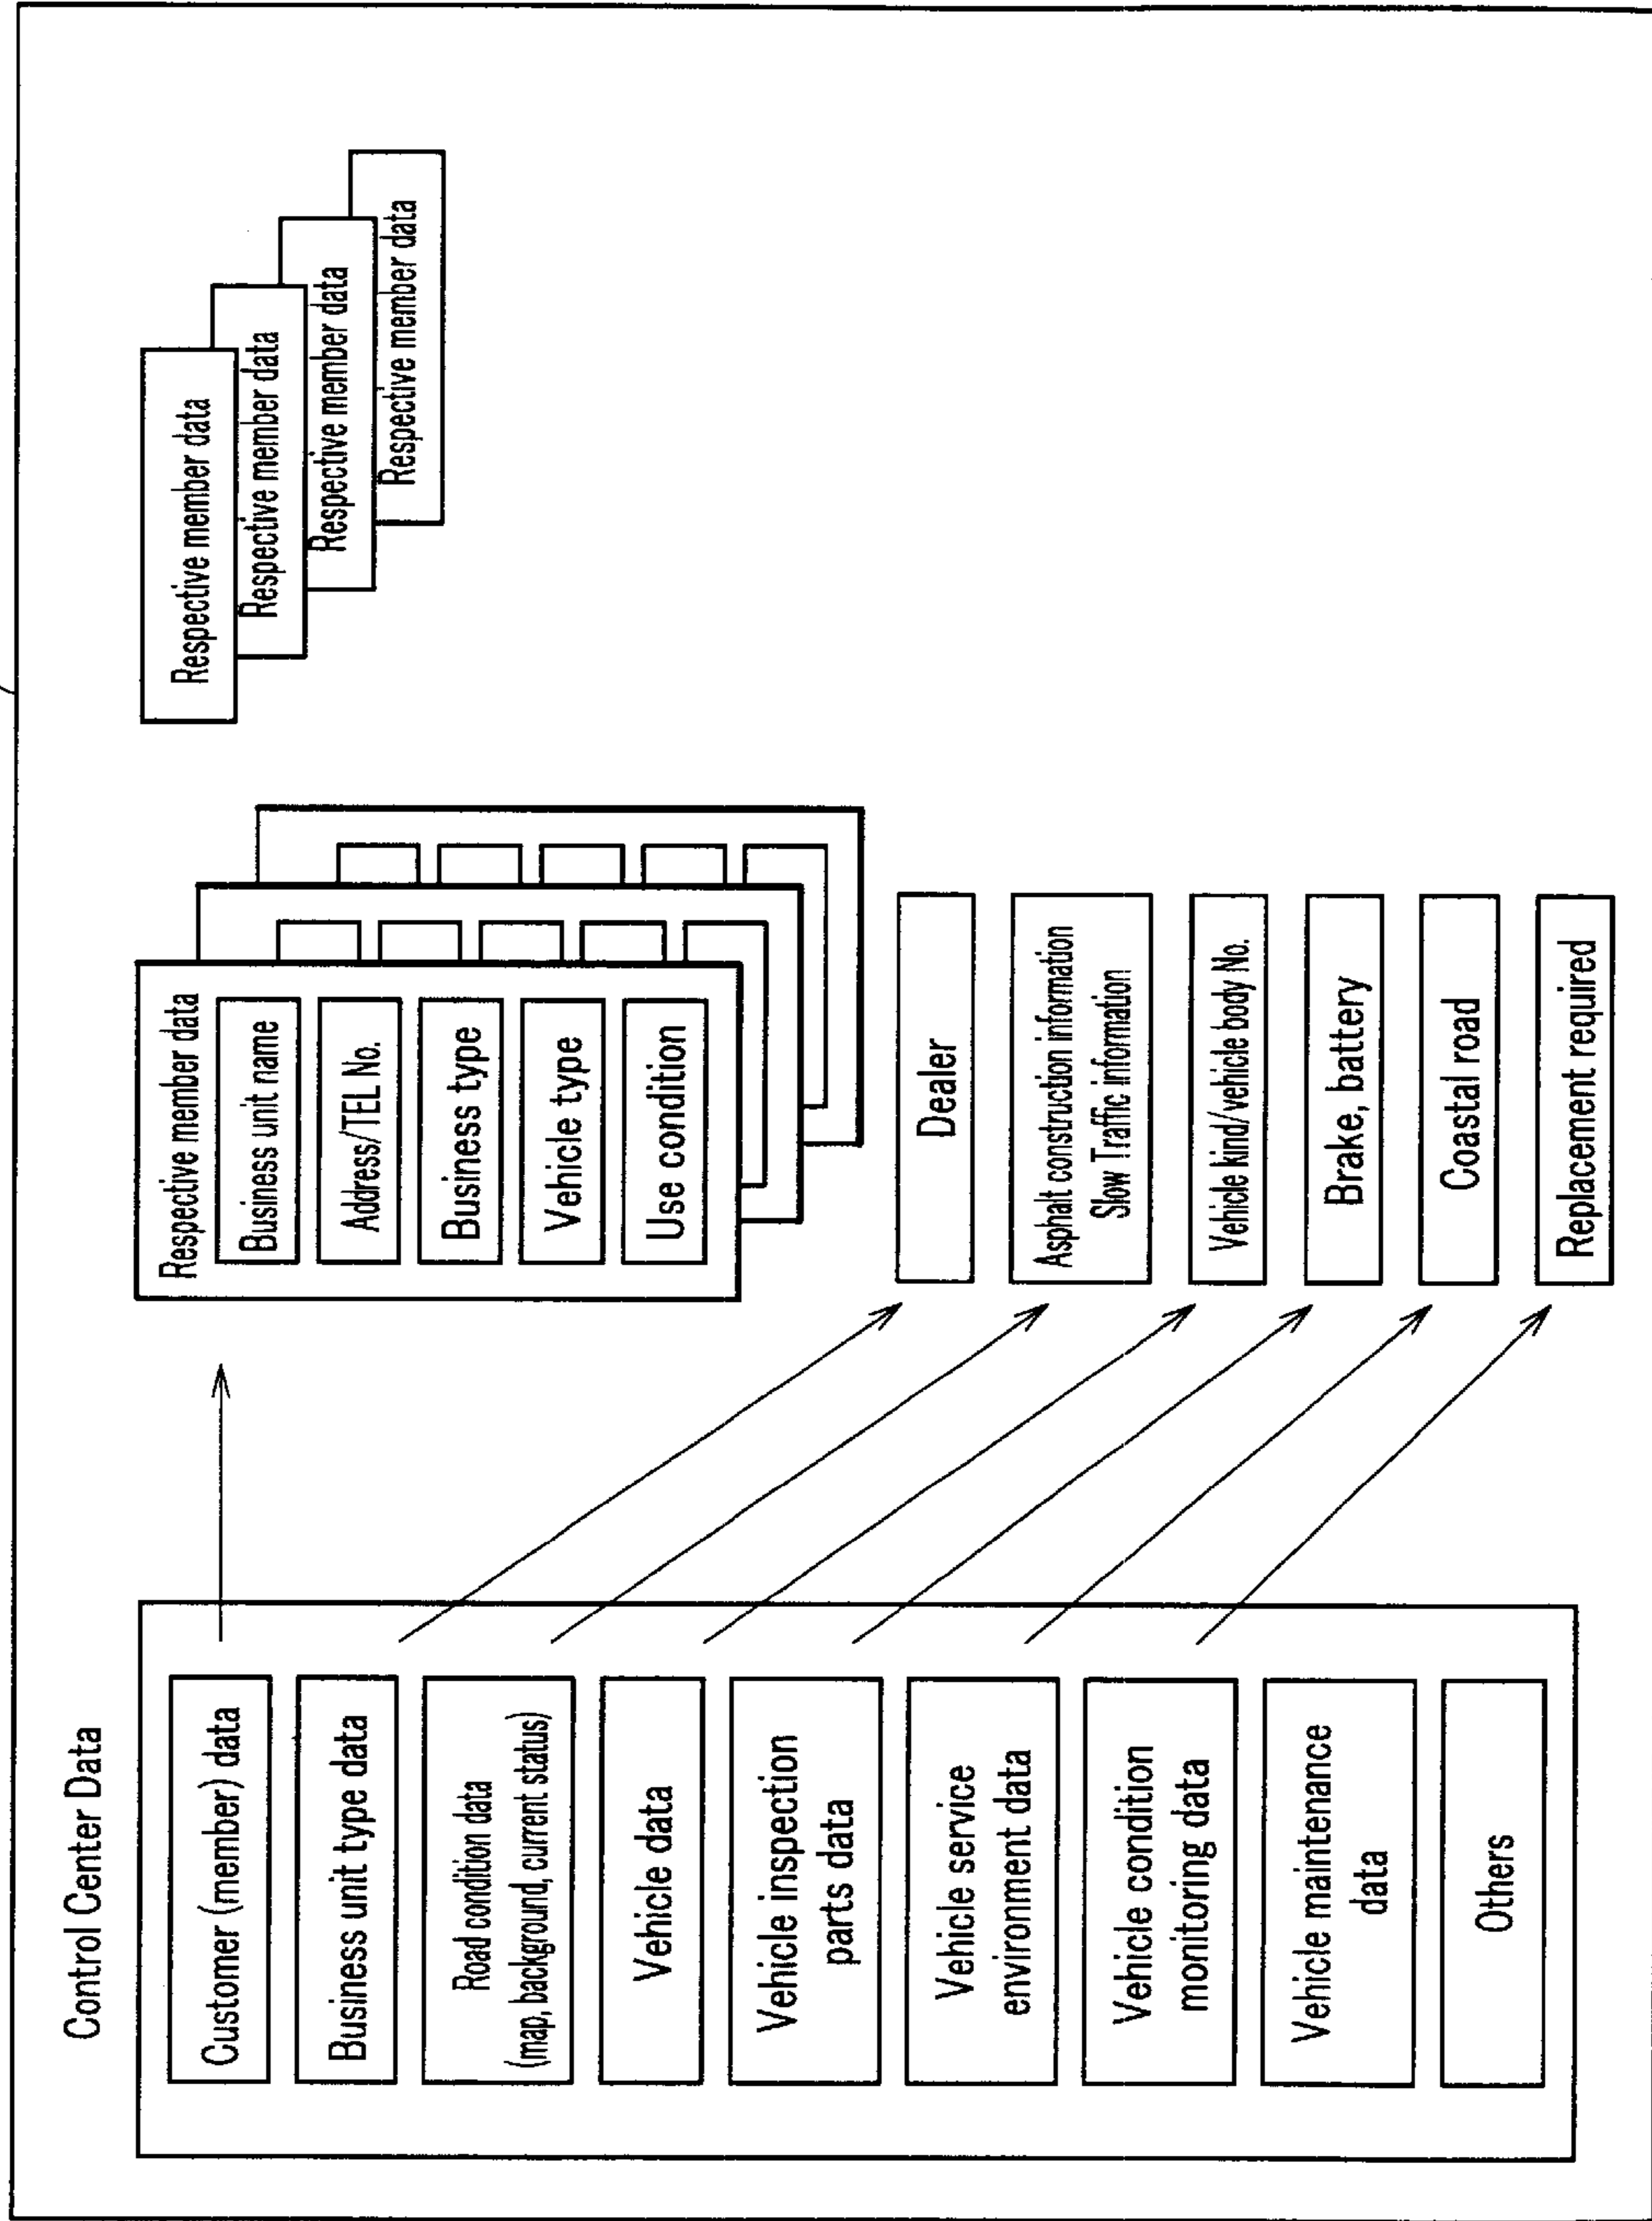 Control Center Data
Customer (member) data
Business unit type data
Road condition data
(map, background, current status)
Vehicle data
Vehicle inspection
parts data
Vehicle service
environment data
Vehicle condition
monitoring data
Vehicle maintenance
data
Others
Respective member data
Business unit name
Address/TEL No.
Business type
Vehicle type
Use condition
Dealer
Asphalt construction information
Slow Traffic information
Vehicle kind/vehicle body No.
Brake, battery
Coastal road
Replacement required
Respective member data
Respective member data
Respective member data
Respective member data